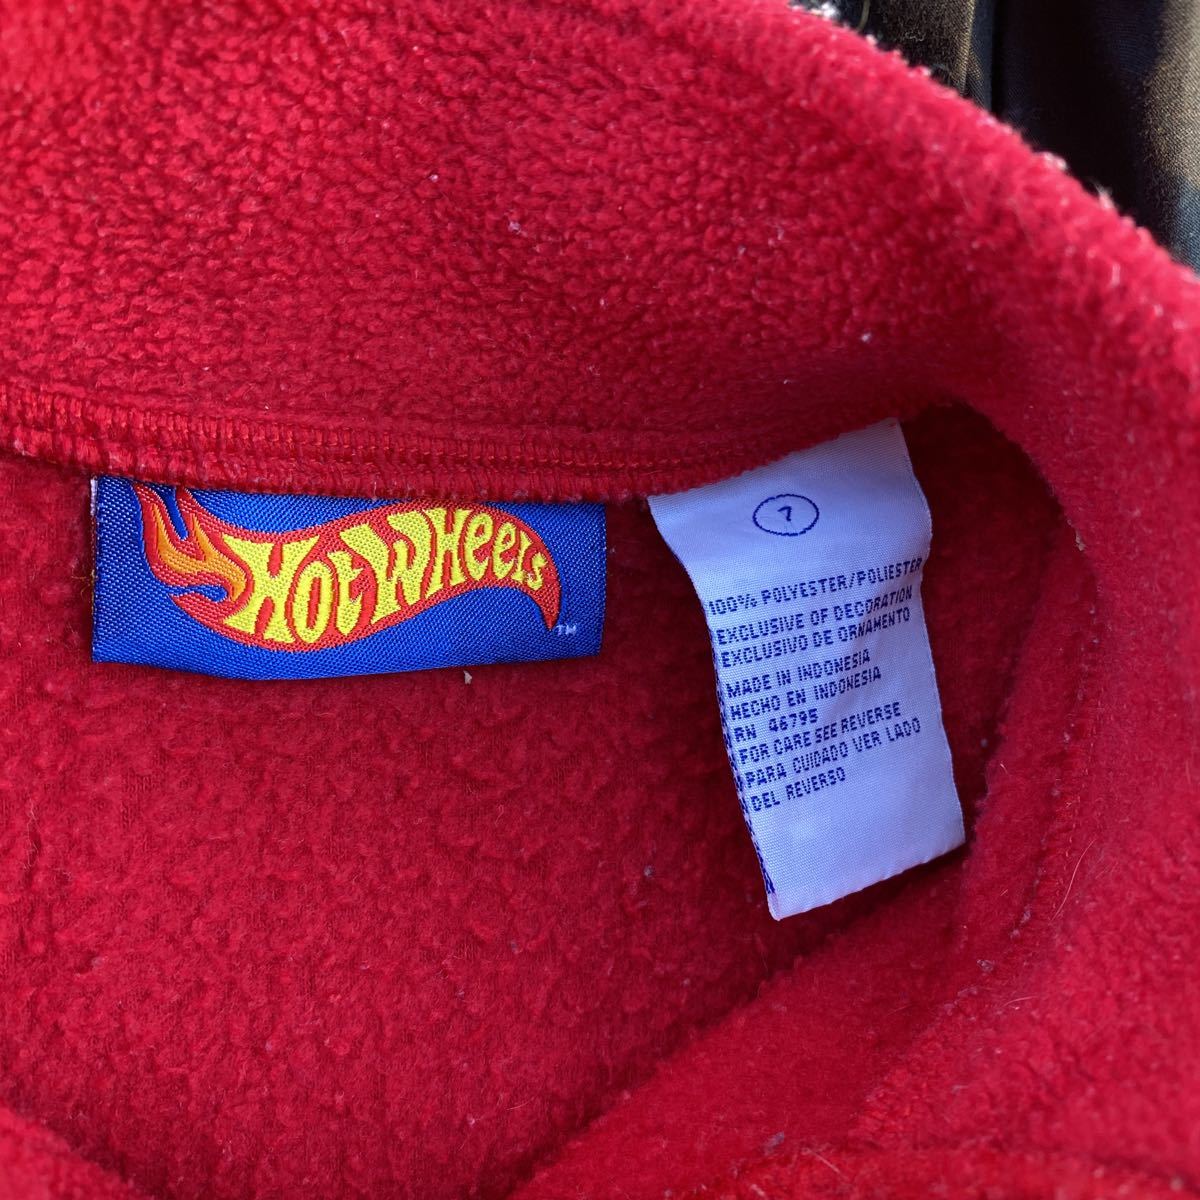 HOT WHEELS
TM
7
100% POLYESTER/POLIESTER
EXCLUSIVE OF DECORATION
EXCLUSIVO DE ORNAMENTO
MADE IN INDONESIA
HECHO EN INDONESIA
RN 46795
FOR CARE SEE REVERSE
PARA CUIDADO VER LADO
DEL REVERSO